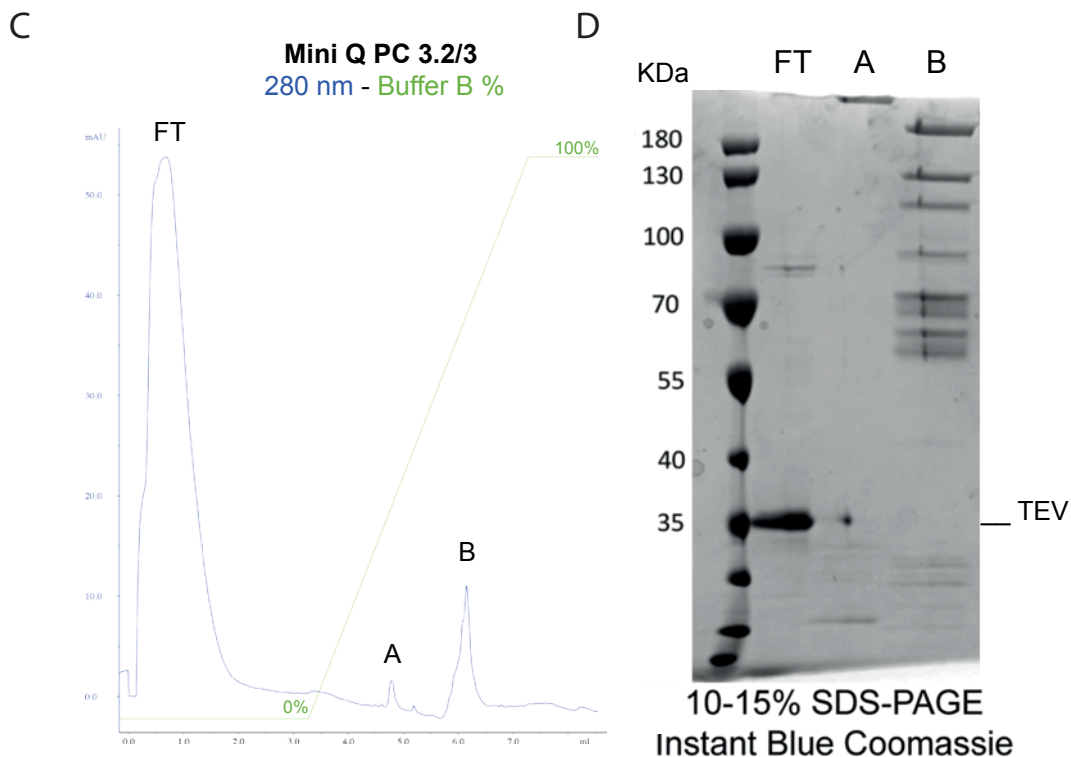 C
Mini Q PC 3.2/3
280 nm - Buffer B %
mAU
FT
100%
50.0
40.0
30.0
20.0
10.0
0.0
A
B
0%
0.0 1.0 2.0 3.0 4.0 5.0 6.0 7.0 ml
D
KDa FT A B
180
130
100
70
55
40
35
TEV
10-15% SDS-PAGE
Instant Blue Coomassie